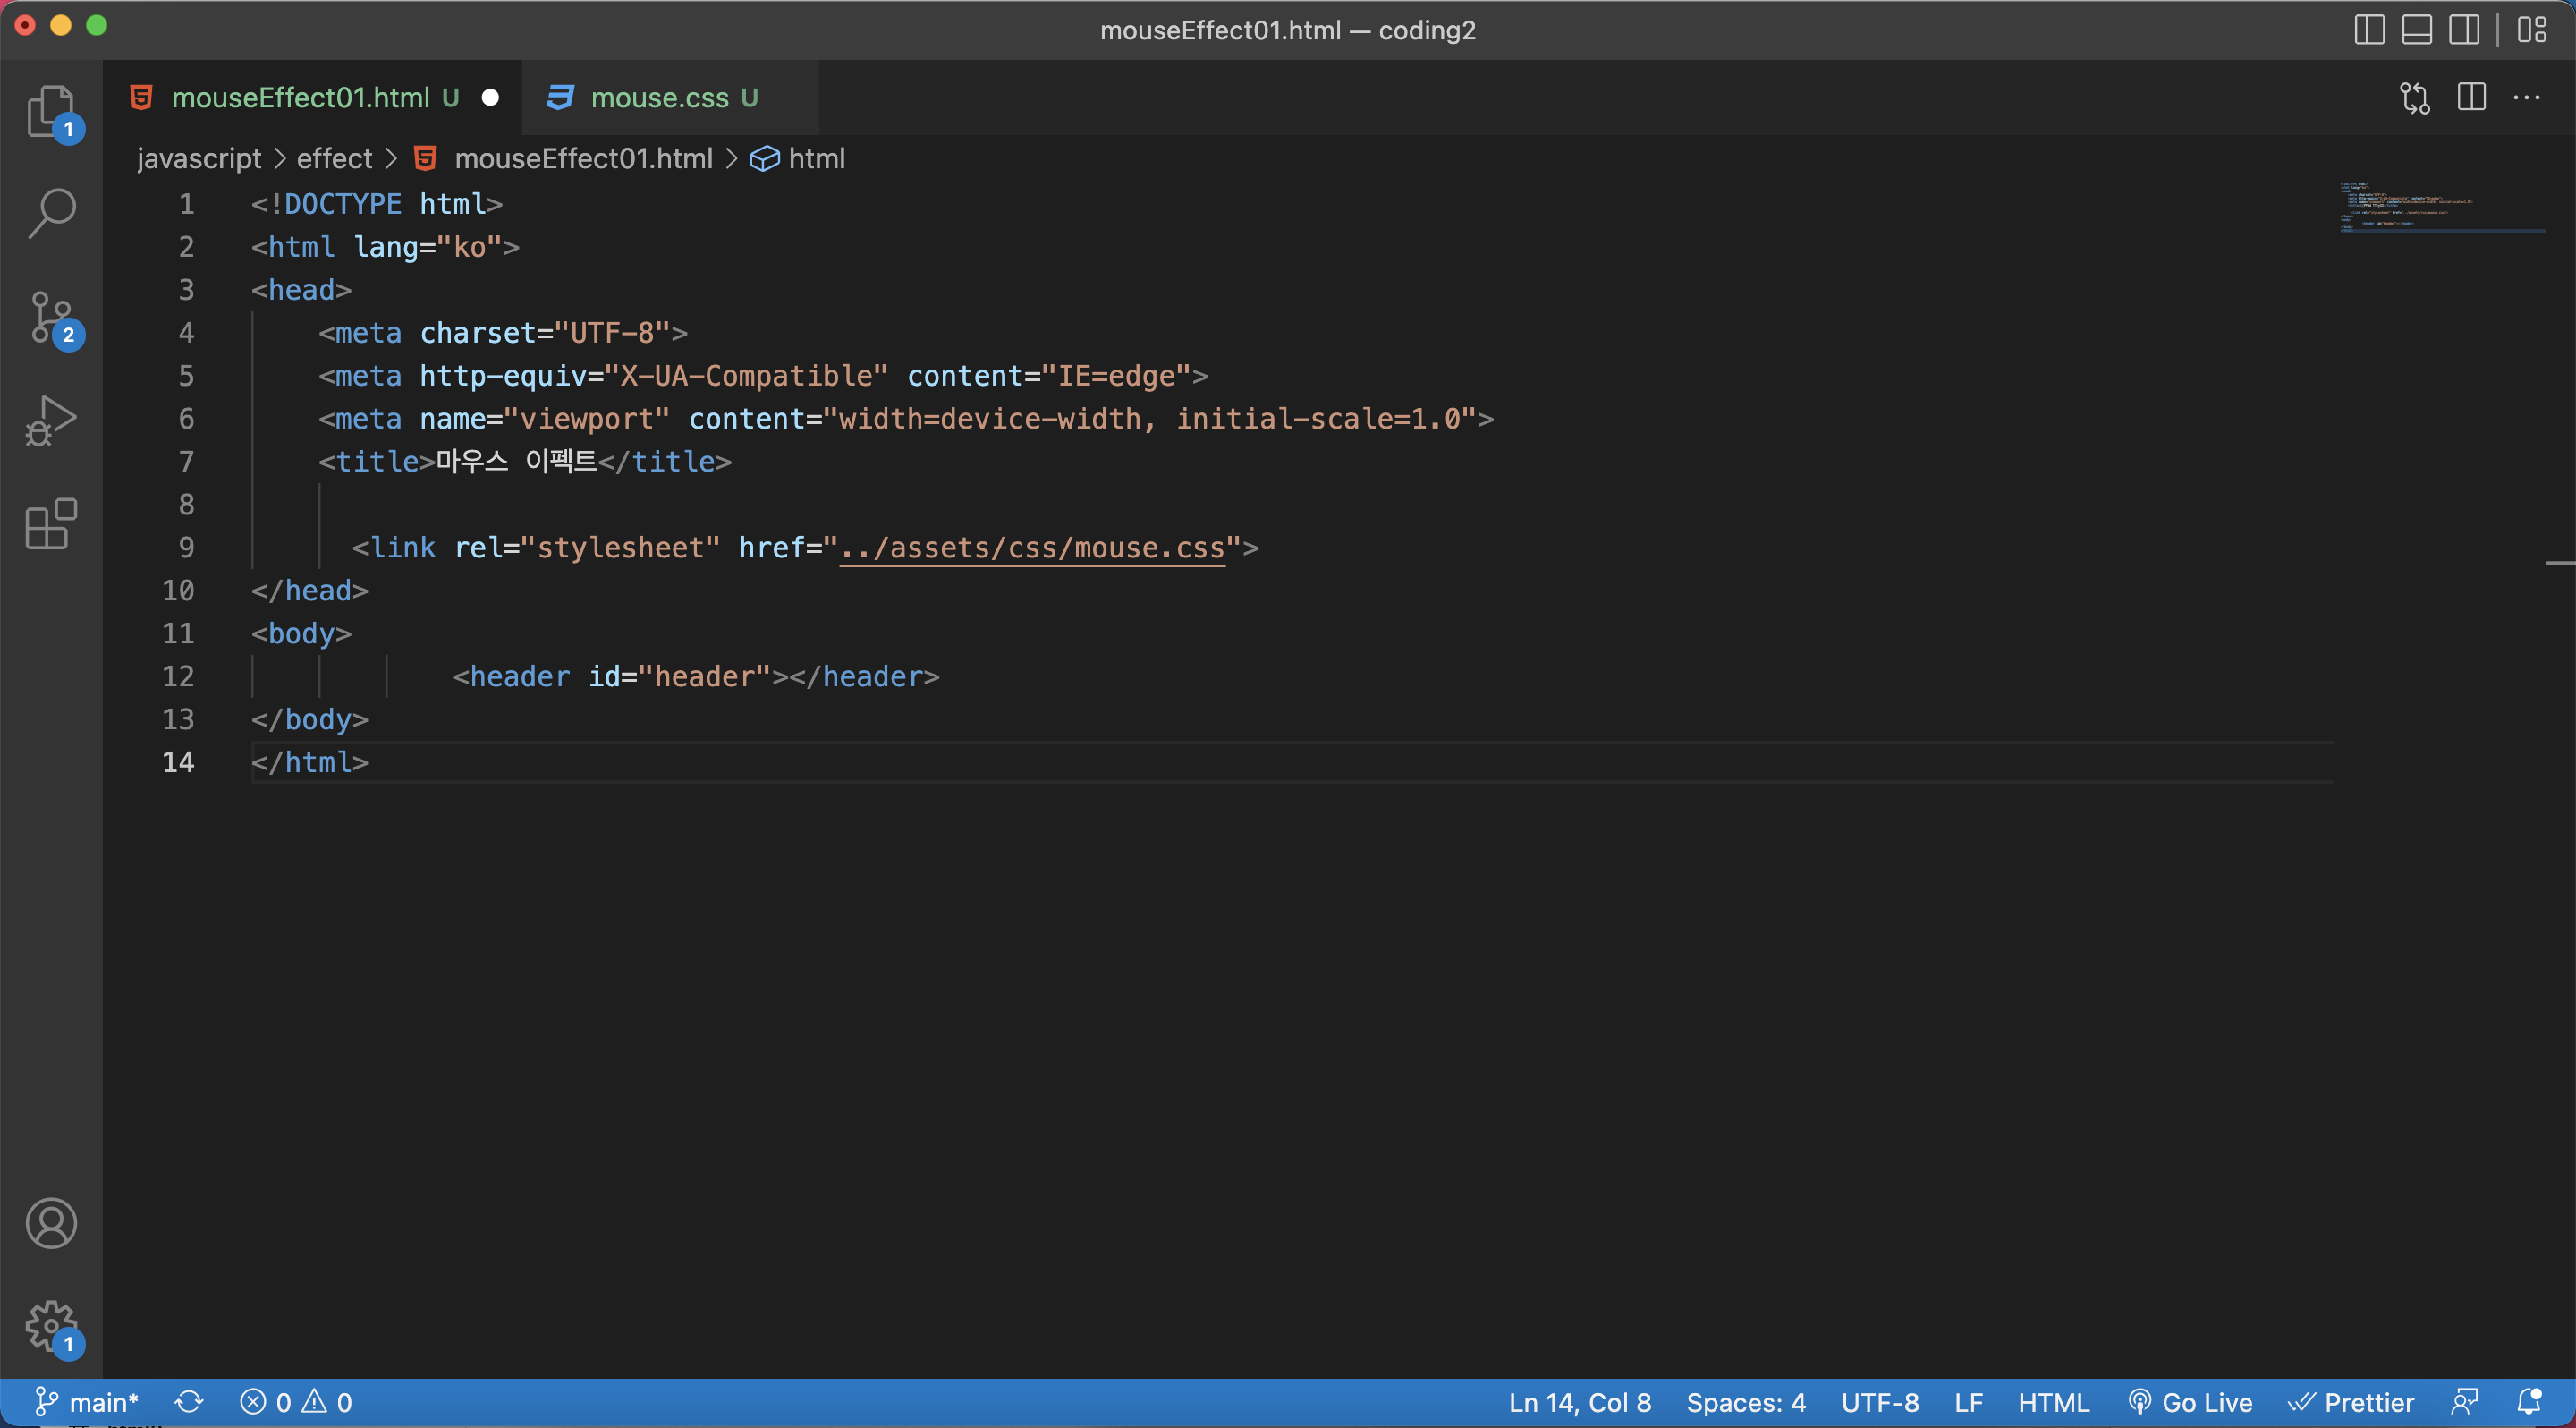 mouseEffect01.html — coding2
mouseEffect01.html U mouse.css U
javascript > effect > mouseEffect01.html > html
1 <!DOCTYPE html>
2 <html lang="ko">
3 <head>
4 <meta charset="UTF-8">
5 <meta http-equiv="X-UA-Compatible" content="IE=edge">
6 <meta name="viewport" content="width=device-width, initial-scale=1.0">
7 <title>마우스 이펙트</title>
8
9 <link rel="stylesheet" href="../assets/css/mouse.css">
10 </head>
11 <body>
12 <header id="header"></header>
13 </body>
14 </html>
1
2
1
main* 0 0 Ln 14, Col 8 Spaces: 4 UTF-8 LF HTML Go Live Prettier